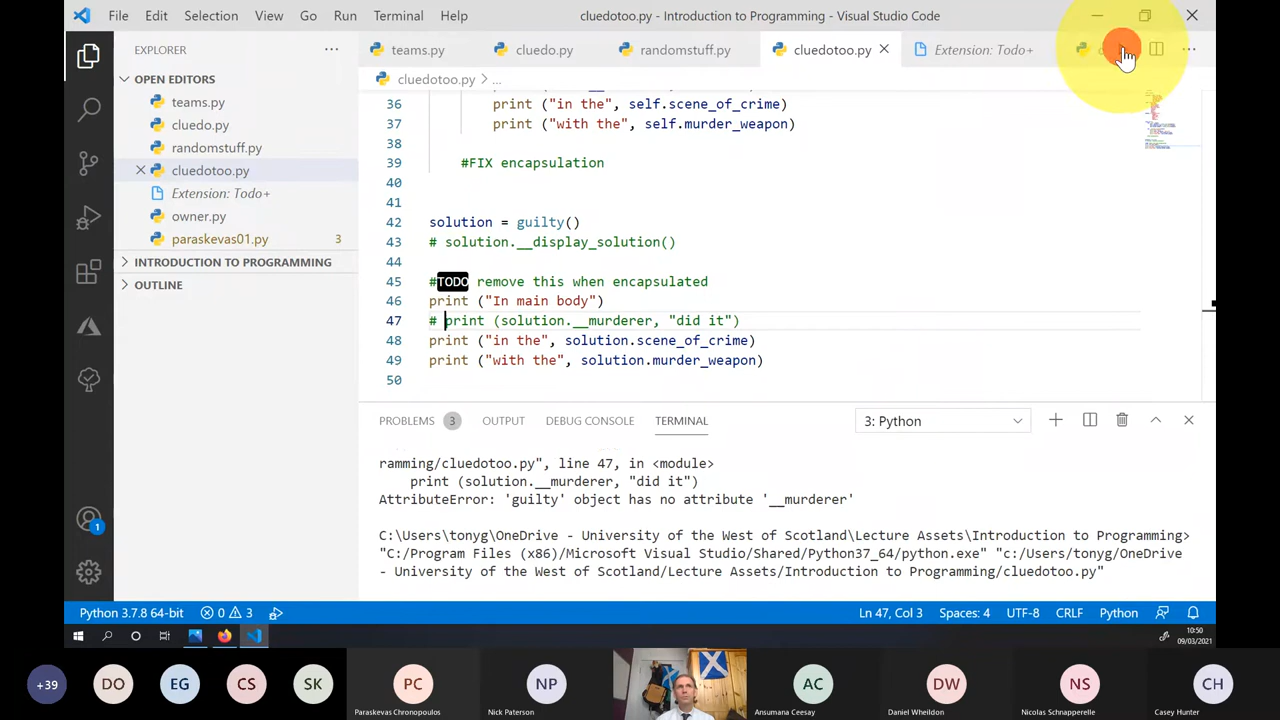 File Edit Selection View Go Run Terminal Help cluedotoo.py - Introduction to Programming - Visual Studio Code
EXPLORER
teams.py cluedo.py randomstuff.py cluedotoo.py Extension: Todo+
OPEN EDITORS
teams.py
cluedo.py
randomstuff.py
cluedotoo.py
Extension: Todo+
owner.py
paraskevas01.py 3
INTRODUCTION TO PROGRAMMING
OUTLINE
1
cluedotoo.py > ...
36 print ("in the", self.scene_of_crime)
37 print ("with the", self.murder_weapon)
38
39 #FIX encapsulation
40
41
42 solution = guilty()
43 # solution.__display_solution()
45 #TODO remove this when encapsulated
46 print ("In main body")
47 # print (solution.__murderer, "did it")
48 print ("in the", solution.scene_of_crime)
49 print ("with the", solution.murder_weapon)
50
PROBLEMS 3 OUTPUT DEBUG CONSOLE TERMINAL 3: Python
ramming/cluedotoo.py", line 47, in <module>
print (solution.__murderer, "did it")
AttributeError: 'guilty' object has no attribute '__murderer'
C:\Users\tonyg\OneDrive - University of the West of Scotland\Lecture Assets\Introduction to Programming>
"C:/Program Files (x86)/Microsoft Visual Studio/Shared/Python37_64/python.exe" "c:/Users/tonyg/OneDrive
- University of the West of Scotland/Lecture Assets/Introduction to Programming/cluedotoo.py"
Python 3.7.8 64-bit 0 3 Ln 47, Col 3 Spaces: 4 UTF-8 CRLF Python
10:50
09/03/2021
+39 DO EG CS SK PC NP AC DW NS CH
Paraskevas Chronopoulos Nick Paterson Ansumana Ceesay Daniel Wheildon Nicolas Schnapperelle Casey Hunter